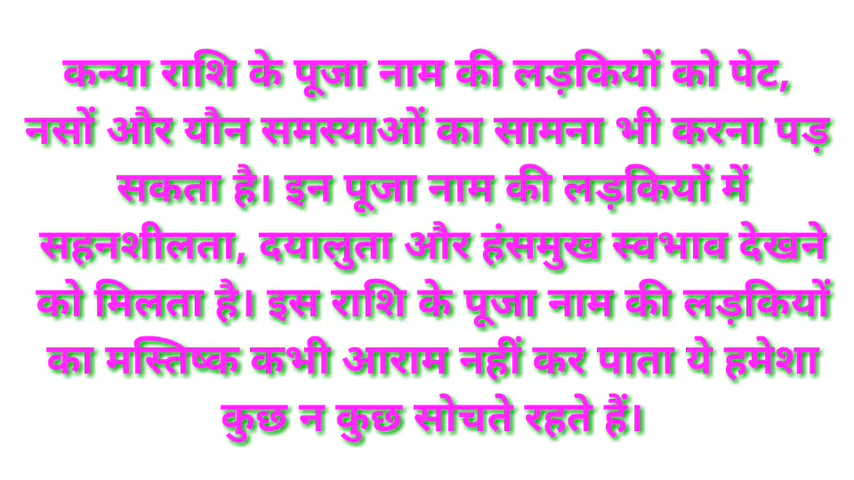 कन्या राशि के पूजा नाम की लड़कियों को पेट,
नसों और यौन समस्याओं का सामना भी करना पड़
सकता है। इन पूजा नाम की लड़कियों में
सहनशीलता, दयालुता और हंसमुख स्वभाव देखने
को मिलता है। इस राशि के पूजा नाम की लड़कियों
का मस्तिष्क कभी आराम नहीं कर पाता ये हमेशा
कुछ न कुछ सोचते रहते हैं।